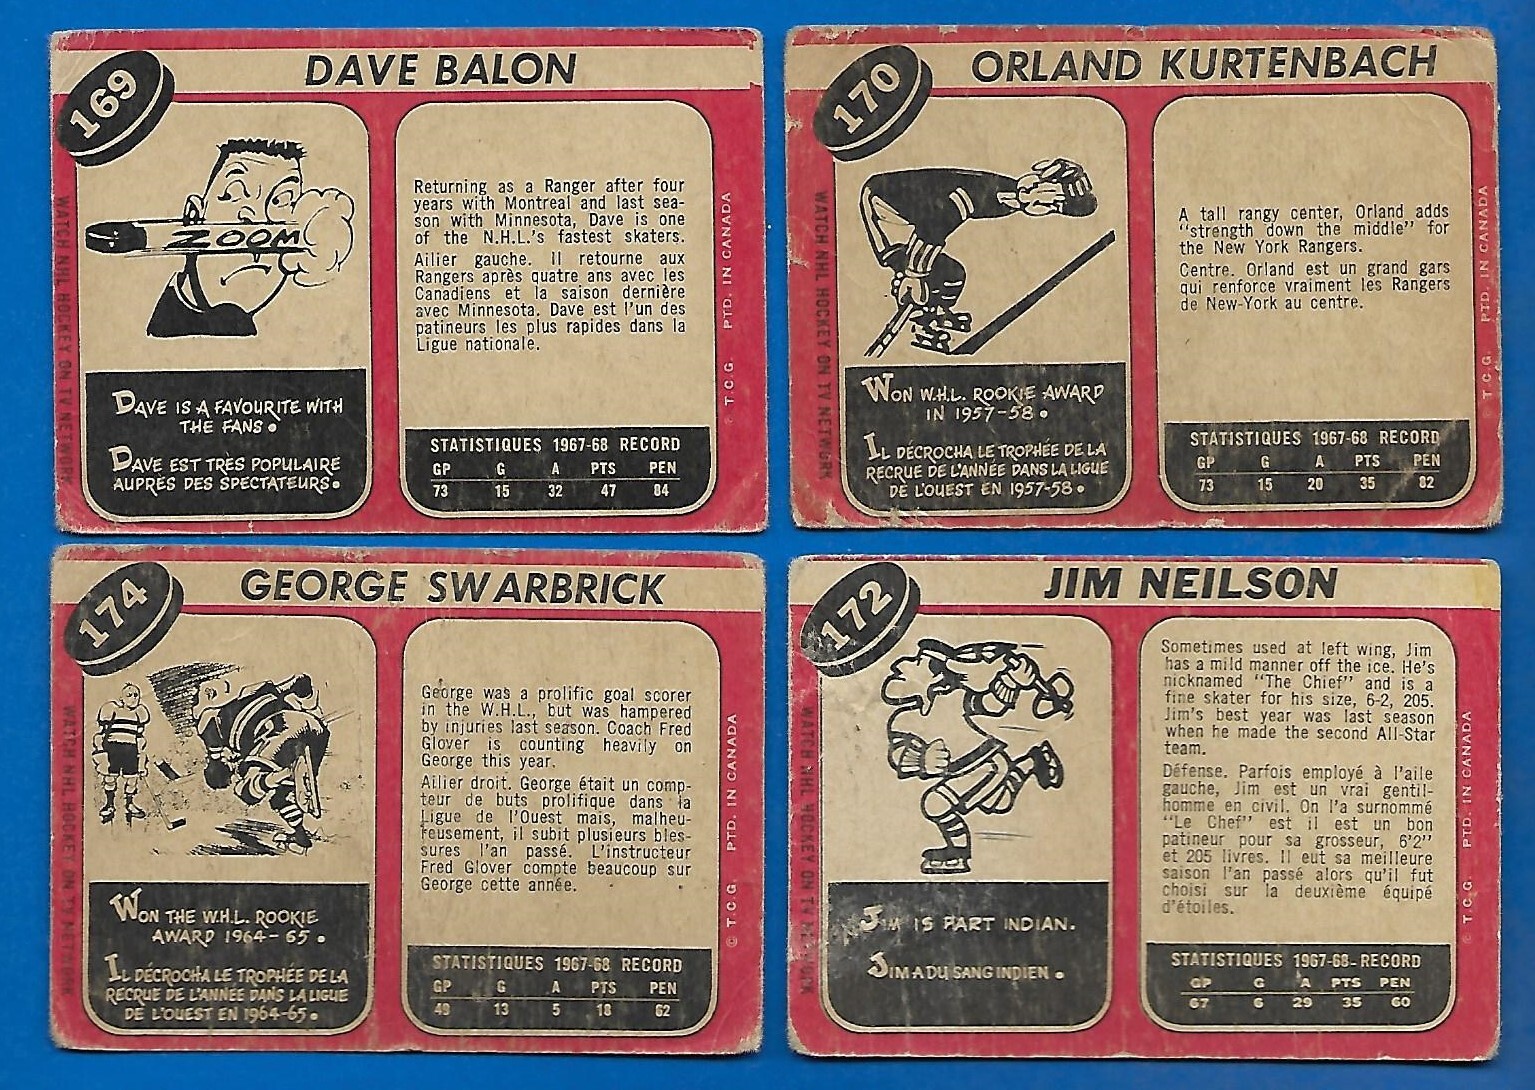 169
DAVE BALON
WATCH NHL HOCKEY ON TV NETWORK
ZOOM
DAVE IS A FAVOURITE WITH
THE FANS.
DAVE EST TRÈS POPULAIRE
AUPRÈS DES SPECTATEURS.
Returning as a Ranger after four
years with Montreal and last sea-
son with Minnesota, Dave is one
of the N.H.L.'s fastest skaters.
Ailier gauche. Il retourne aux
Rangers après quatre ans avec les
Canadiens et la saison dernière
avec Minnesota. Dave est l'un des
patineurs les plus rapides dans la
Ligue nationale.
STATISTIQUES 1967-68 RECORD
GP G A PTS PEN
73 15 32 47 84
© T.C.G. PTD. IN CANADA
170
ORLAND KURTENBACH
WATCH NHL HOCKEY ON TV NETWORK
WON W.H.L. ROOKIE AWARD
IN 1957-58.
IL DÉCROCHA LE TROPHÉE DE LA
RECRUE DE L'ANNÉE DANS LA LIGUE
DE L'OUEST EN 1957-58.
A tall rangy center, Orland adds
"strength down the middle" for
the New York Rangers.
Centre. Orland est un grand gars
qui renforce vraiment les Rangers
de New-York au centre.
STATISTIQUES 1967-68 RECORD
GP G A PTS PEN
73 15 20 35 82
© T.C.G. PTD. IN CANADA
174
GEORGE SWARBRICK
WATCH NHL HOCKEY ON TV NETWORK
WON THE W.H.L. ROOKIE
AWARD 1964-65.
IL DÉCROCHA LE TROPHÉE DE LA
RECRUE DE L'ANNÉE DANS LA LIGUE
DE L'OUEST EN 1964-65.
George was a prolific goal scorer
in the W.H.L., but was hampered
by injuries last season. Coach Fred
Glover is counting heavily on
George this year.
Ailier droit. George était un comp-
teur de buts prolifique dans la
Ligue de l'Ouest mais, malheu-
reusement, il subit plusieurs bles-
sures l'an passé. L'instructeur
Fred Glover compte beaucoup sur
George cette année.
STATISTIQUES 1967-68 RECORD
GP G A PTS PEN
49 13 5 18 62
© T.C.G. PTD. IN CANADA
172
JIM NEILSON
WATCH NHL HOCKEY ON TV NETWORK
JIM IS PART INDIAN.
JIM A DU SANG INDIEN.
Sometimes used at left wing, Jim
has a mild manner off the ice. He's
nicknamed "The Chief" and is a
fine skater for his size, 6-2, 205.
Jim's best year was last season
when he made the second All-Star
team.
Défense. Parfois employé à l'aile
gauche, Jim est un vrai gentil-
homme en civil. On l'a surnommé
"Le Chef" est il est un bon
patineur pour sa grosseur, 6'2"
et 205 livres. Il eut sa meilleure
saison l'an passé alors qu'il fut
choisi sur la deuxième équipé
d'étoiles.
STATISTIQUES 1967-68-RECORD
GP G A PTS PEN
67 6 29 35 60
© T.C.G. PTD. IN CANADA